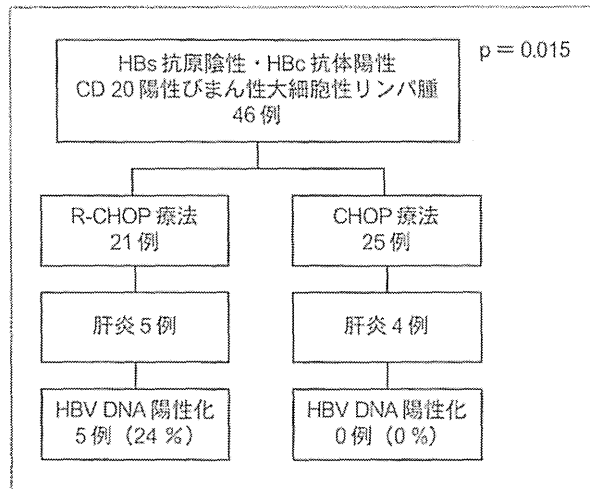 HBs 抗原陰性・HBc 抗体陽性
CD 20 陽性びまん性大細胞性リンパ腫
46 例
p = 0.015
R-CHOP 療法
21 例
CHOP 療法
25 例
肝炎 5 例
肝炎 4 例
HBV DNA 陽性化
5 例 (24 %)
HBV DNA 陽性化
0 例 (0 %)